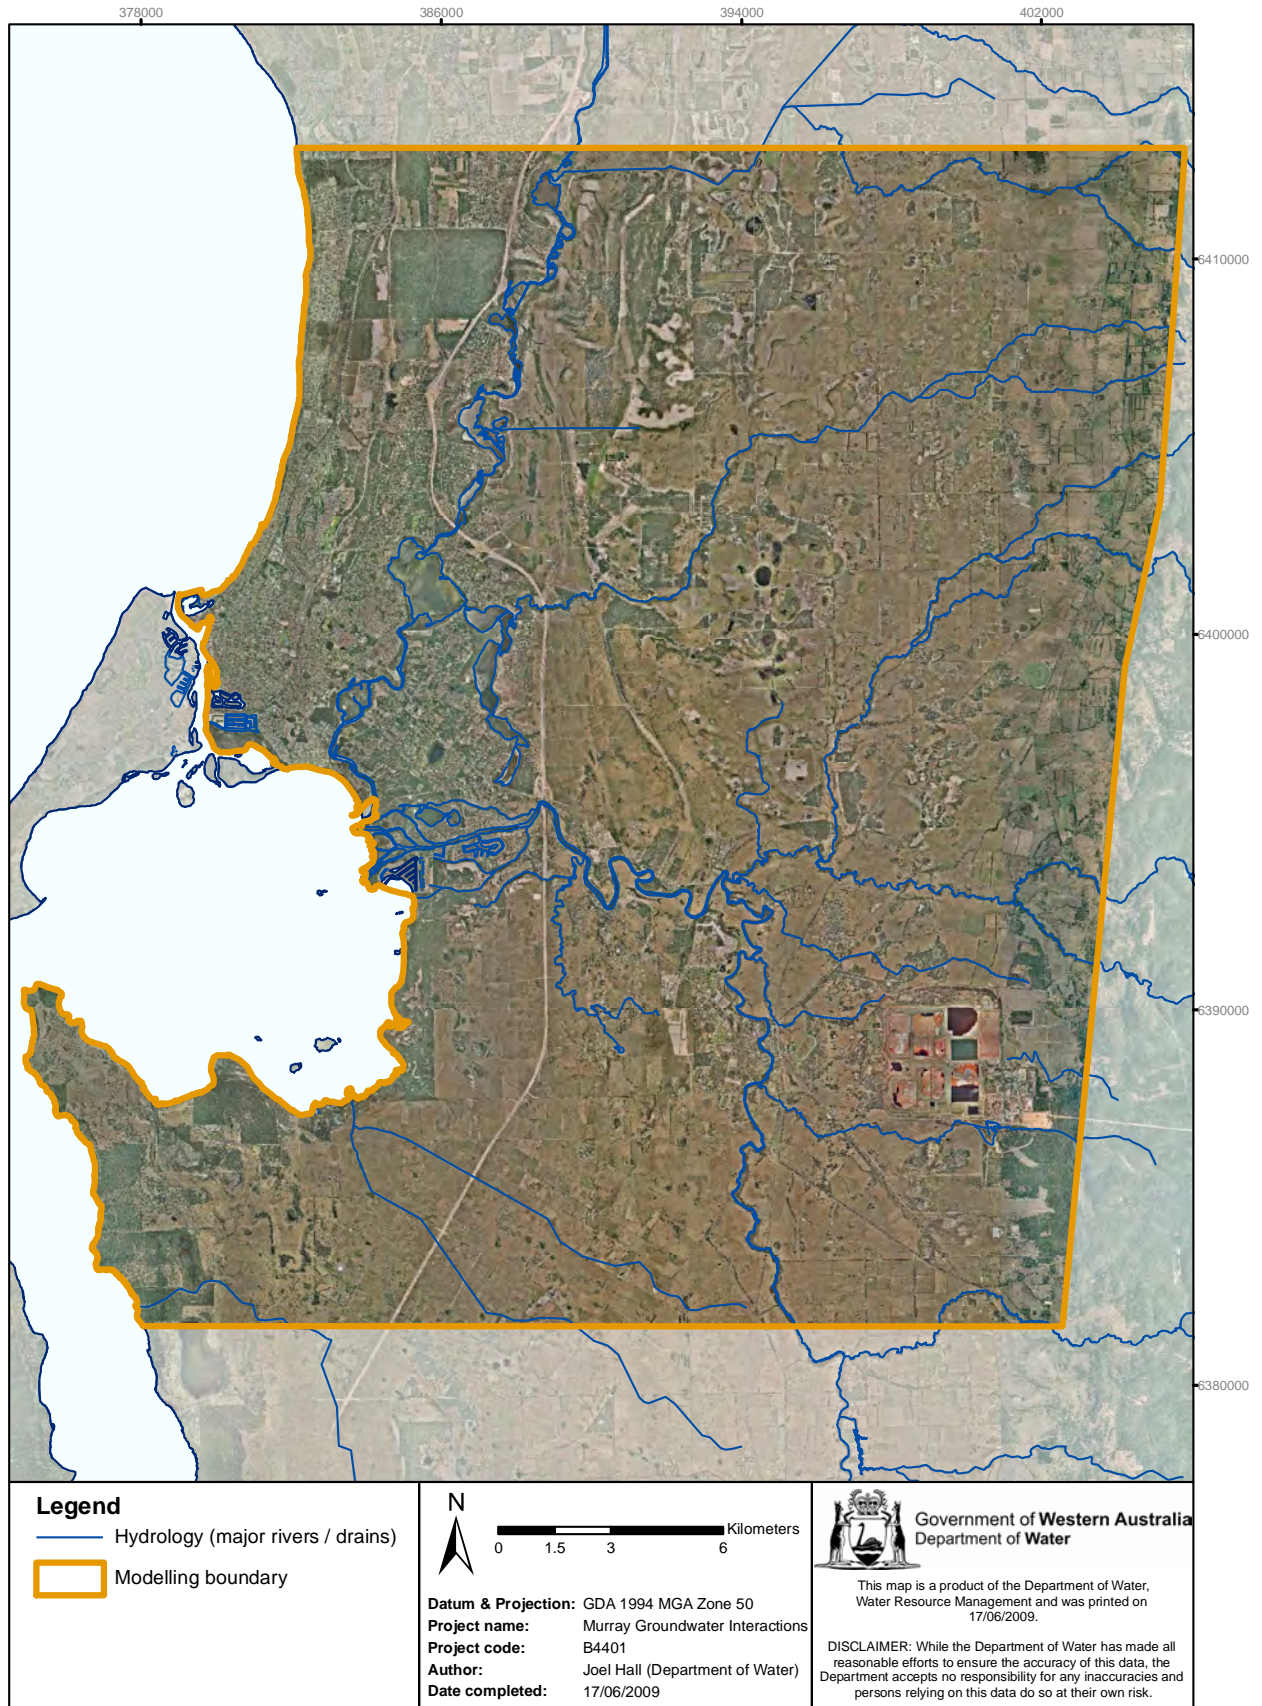 378000 386000 394000 402000
6410000
6400000
6390000
6380000
Legend
Hydrology (major rivers / drains)
Modelling boundary
N
Kilometers
0 1.5 3 6
Datum & Projection: GDA 1994 MGA Zone 50
Project name: Murray Groundwater Interactions
Project code: B4401
Author: Joel Hall (Department of Water)
Date completed: 17/06/2009
Government of Western Australia
Department of Water
This map is a product of the Department of Water,
Water Resource Management and was printed on
17/06/2009.
DISCLAIMER: While the Department of Water has made all
reasonable efforts to ensure the accuracy of this data, the
Department accepts no responsibility for any inaccuracies and
persons relying on this data do so at their own risk.